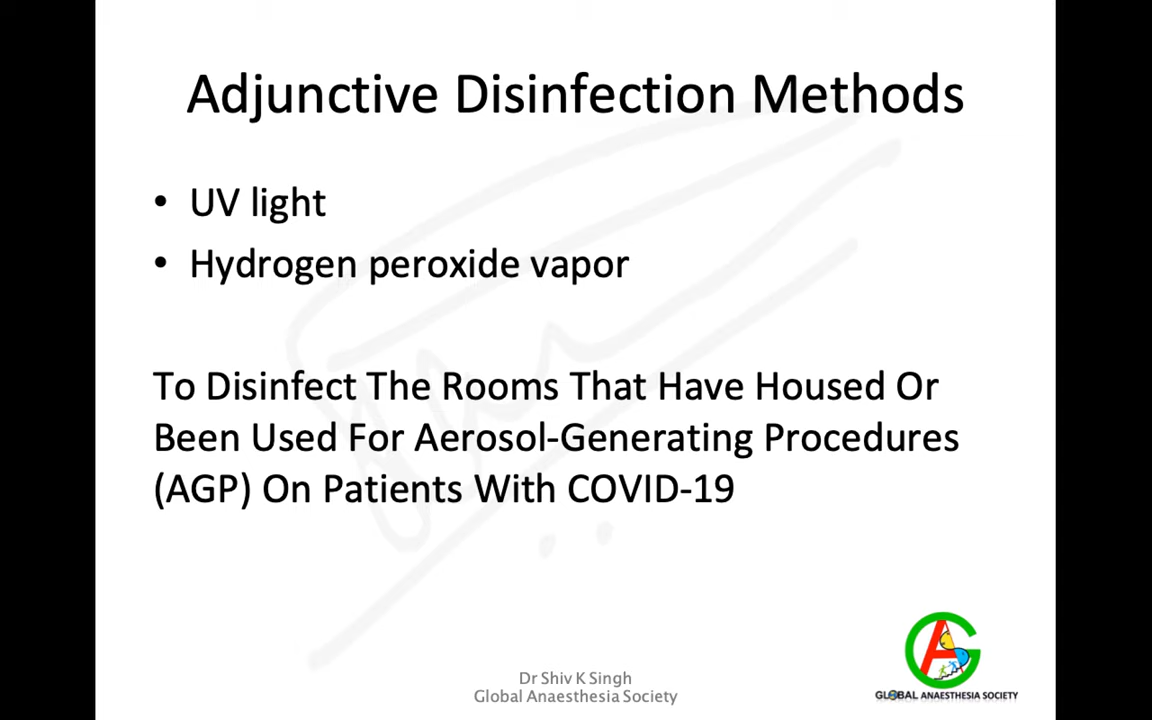 Adjunctive Disinfection Methods
• UV light
• Hydrogen peroxide vapor
To Disinfect The Rooms That Have Housed Or
Been Used For Aerosol-Generating Procedures
(AGP) On Patients With COVID-19
Dr Shiv K Singh
Global Anaesthesia Society
GLOBAL ANAESTHESIA SOCIETY